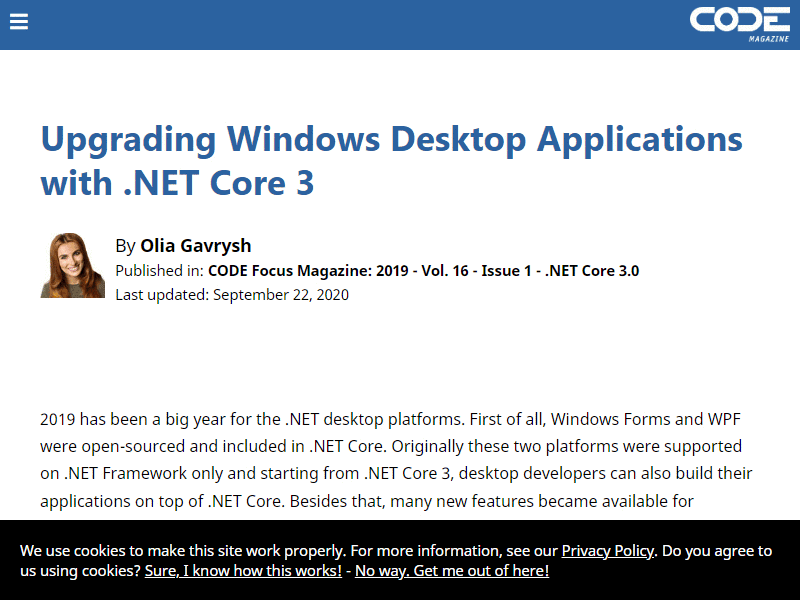 CODE
MAGAZINE
Upgrading Windows Desktop Applications
with .NET Core 3
By Olia Gavrysh
Published in: CODE Focus Magazine: 2019 - Vol. 16 - Issue 1 - .NET Core 3.0
Last updated: September 22, 2020
2019 has been a big year for the .NET desktop platforms. First of all, Windows Forms and WPF
were open-sourced and included in .NET Core. Originally these two platforms were supported
on .NET Framework only and starting from .NET Core 3, desktop developers can also build their
applications on top of .NET Core. Besides that, many new features became available for
We use cookies to make this site work properly. For more information, see our Privacy Policy. Do you agree to
us using cookies? Sure, I know how this works! - No way. Get me out of here!